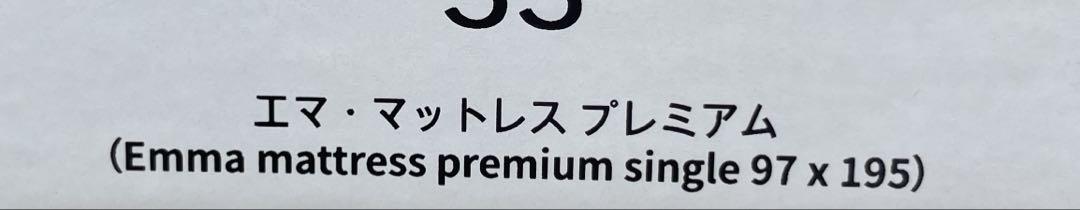 エマ・マットレス プレミアム
(Emma mattress premium single 97 x 195)